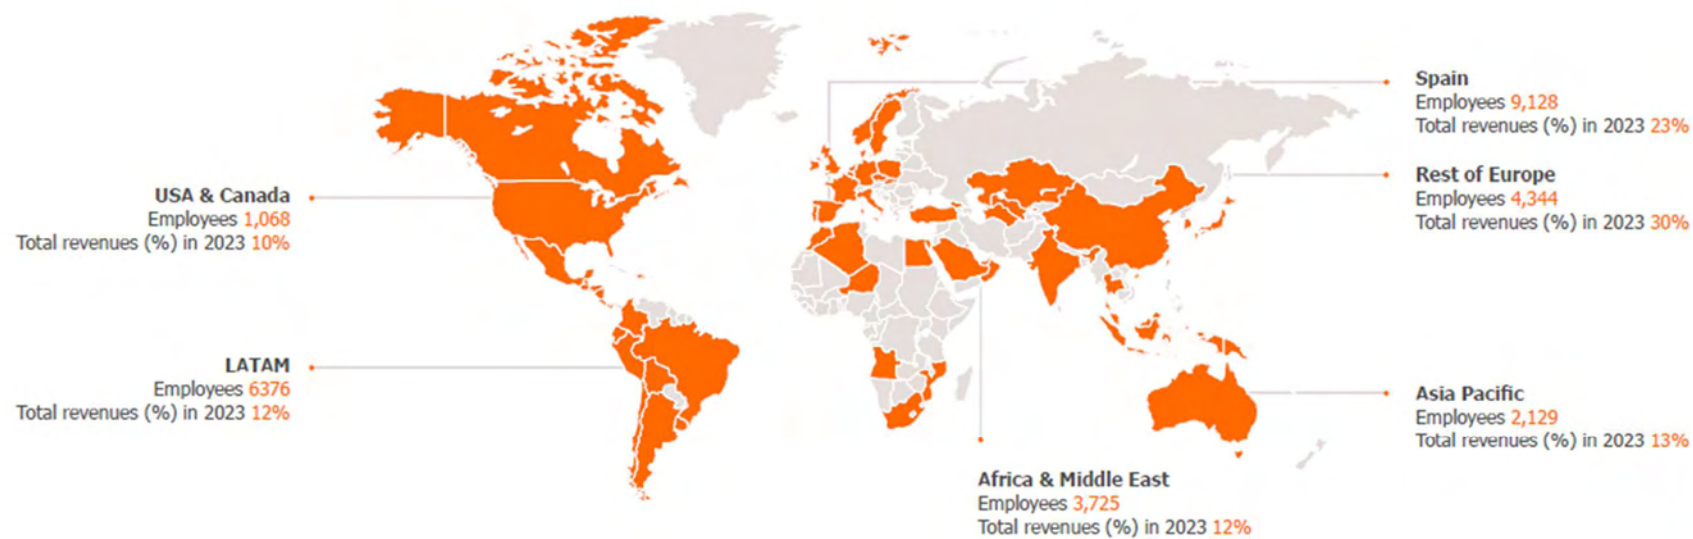 USA & Canada
Employees 1,068
Total revenues (%) in 2023 10%
LATAM
Employees 6376
Total revenues (%) in 2023 12%
Spain
Employees 9,128
Total revenues (%) in 2023 23%
Rest of Europe
Employees 4,344
Total revenues (%) in 2023 30%
Asia Pacific
Employees 2,129
Total revenues (%) in 2023 13%
Africa & Middle East
Employees 3,725
Total revenues (%) in 2023 12%